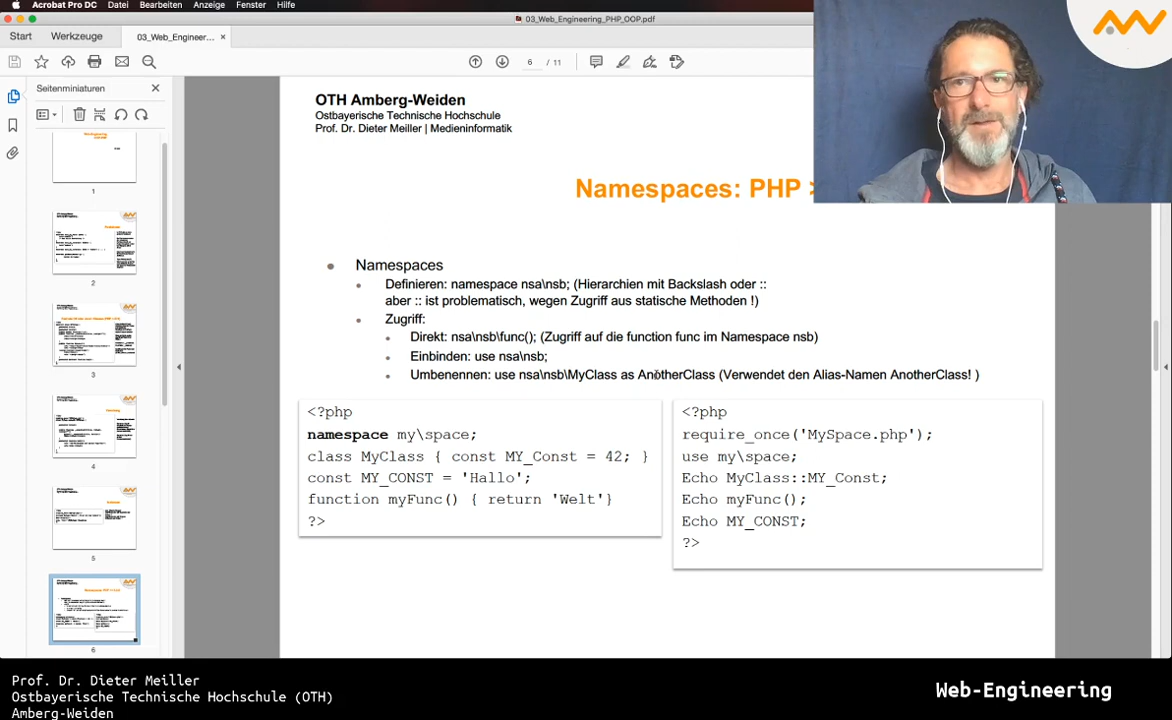 Acrobat Pro DC Datei Bearbeiten Anzeige Fenster Hilfe
03_Web_Engineering_PHP_OOP.pdf
Start Werkzeuge 03_Web_Engineer... ×
6 / 11
Seitenminiaturen
OTH Amberg-Weiden
Ostbayerische Technische Hochschule
Prof. Dr. Dieter Meiller | Medieninformatik
Namespaces: PHP >
Namespaces
Definieren: namespace nsa\nsb; (Hierarchien mit Backslash oder ::
aber :: ist problematisch, wegen Zugriff aus statische Methoden !)
Zugriff:
Direkt: nsa\nsb\func(); (Zugriff auf die function func im Namespace nsb)
Einbinden: use nsa\nsb;
Umbenennen: use nsa\nsb\MyClass as AnotherClass (Verwendet den Alias-Namen AnotherClass! )
<?php
namespace my\space;
class MyClass { const MY_Const = 42; }
const MY_CONST = 'Hallo';
function myFunc() { return 'Welt'}
?>
<?php
require_once('MySpace.php');
use my\space;
Echo MyClass::MY_Const;
Echo myFunc();
Echo MY_CONST;
?>
1
2
3
4
5
6
Prof. Dr. Dieter Meiller
Ostbayerische Technische Hochschule (OTH)
Amberg-Weiden
Web-Engineering